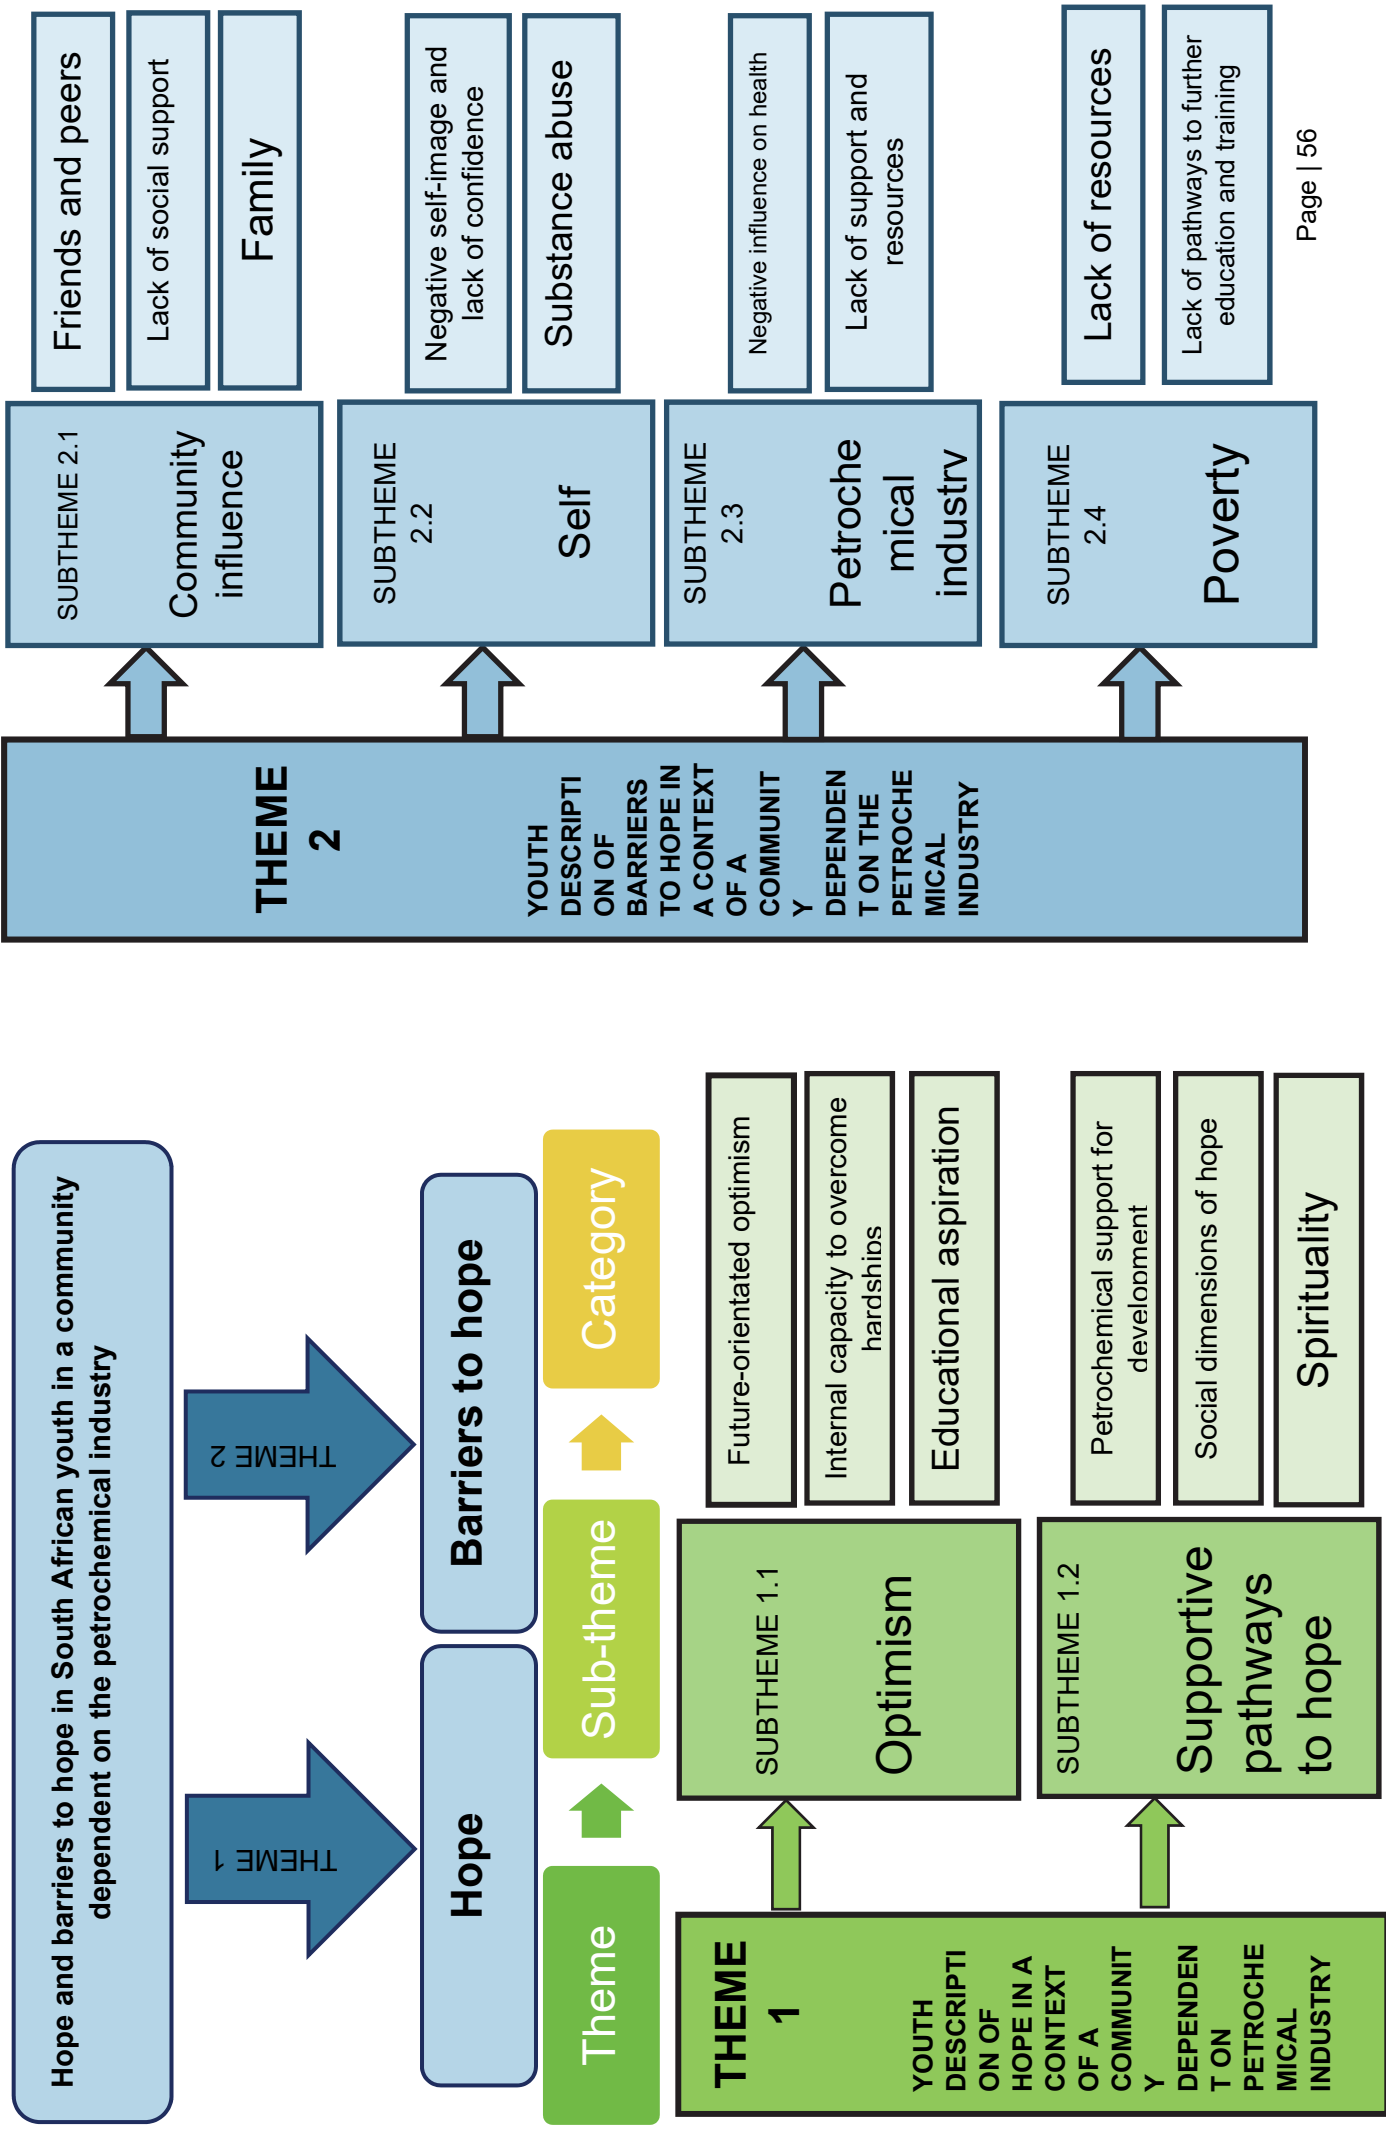 Hope and barriers to hope in South African youth in a community
dependent on the petrochemical industry
THEME 1
THEME 2
Hope
Barriers to hope
Theme
Sub-theme
Category
THEME
1
YOUTH
DESCRIPTI
ON OF
HOPE IN A
CONTEXT
OF A
COMMUNIT
Y
DEPENDEN
T ON
PETROCHE
MICAL
INDUSTRY
SUBTHEME 1.1
Optimism
Future-orientated optimism
Internal capacity to overcome
hardships
Educational aspiration
SUBTHEME 1.2
Supportive
pathways
to hope
Petrochemical support for
development
Social dimensions of hope
Spirituality
THEME
2
YOUTH
DESCRIPTI
ON OF
BARRIERS
TO HOPE IN
A CONTEXT
OF A
COMMUNIT
Y
DEPENDEN
T ON THE
PETROCHE
MICAL
INDUSTRY
SUBTHEME 2.1
Community
influence
Friends and peers
Lack of social support
Family
SUBTHEME
2.2
Self
Negative self-image and
lack of confidence
Substance abuse
SUBTHEME
2.3
Petroche
mical
industry
Negative influence on health
Lack of support and
resources
SUBTHEME
2.4
Poverty
Lack of resources
Lack of pathways to further
education and training
Page | 56